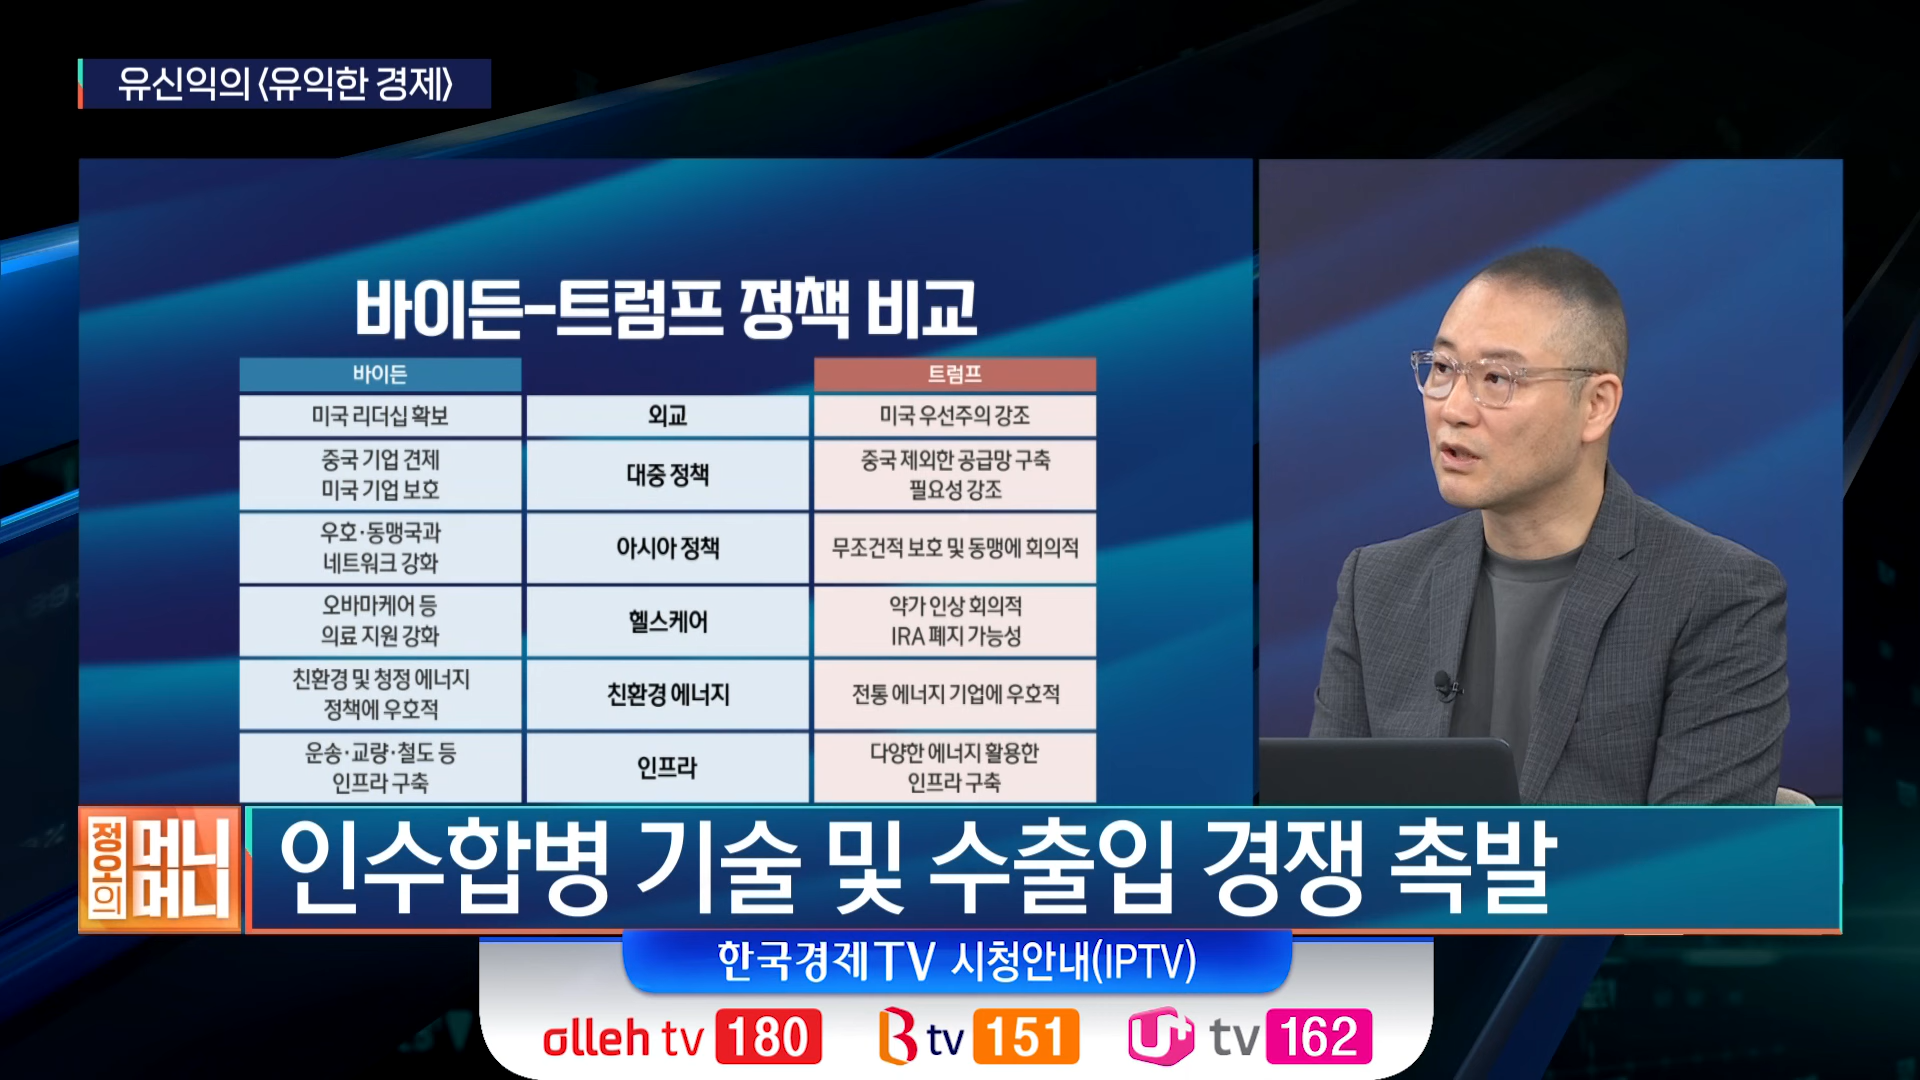 유신익의 〈유익한 경제〉
바이든-트럼프 정책 비교
바이든
트럼프
미국 리더십 확보
외교
미국 우선주의 강조
중국 기업 견제
미국 기업 보호
대중 정책
중국 제외한 공급망 구축
필요성 강조
우호·동맹국과
네트워크 강화
아시아 정책
무조건적 보호 및 동맹에 회의적
오바마케어 등
의료 지원 강화
헬스케어
약가 인상 회의적
IRA 폐지 가능성
친환경 및 청정 에너지
정책에 우호적
친환경 에너지
전통 에너지 기업에 우호적
운송·교량·철도 등
인프라 구축
인프라
다양한 에너지 활용한
인프라 구축
정오의
머니
머니
인수합병 기술 및 수출입 경쟁 촉발
한국경제TV 시청안내(IPTV)
olleh tv 180
B tv 151
U+ tv 162